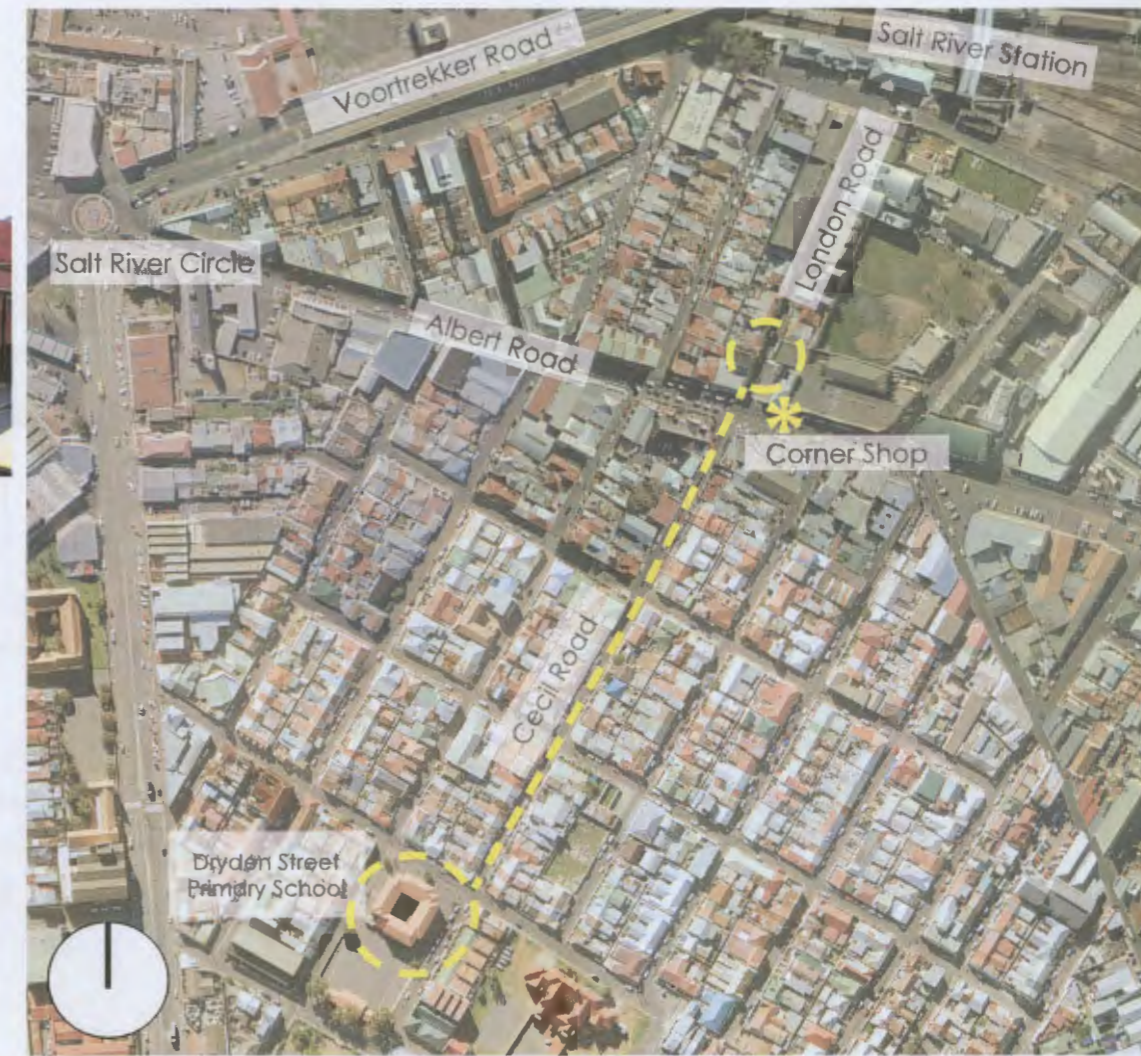 Voortrekker Road
Salt River Station
London Road
Salt River Circle
Albert Road
Corner Shop
Cecil Road
Dryden Street
Primary School